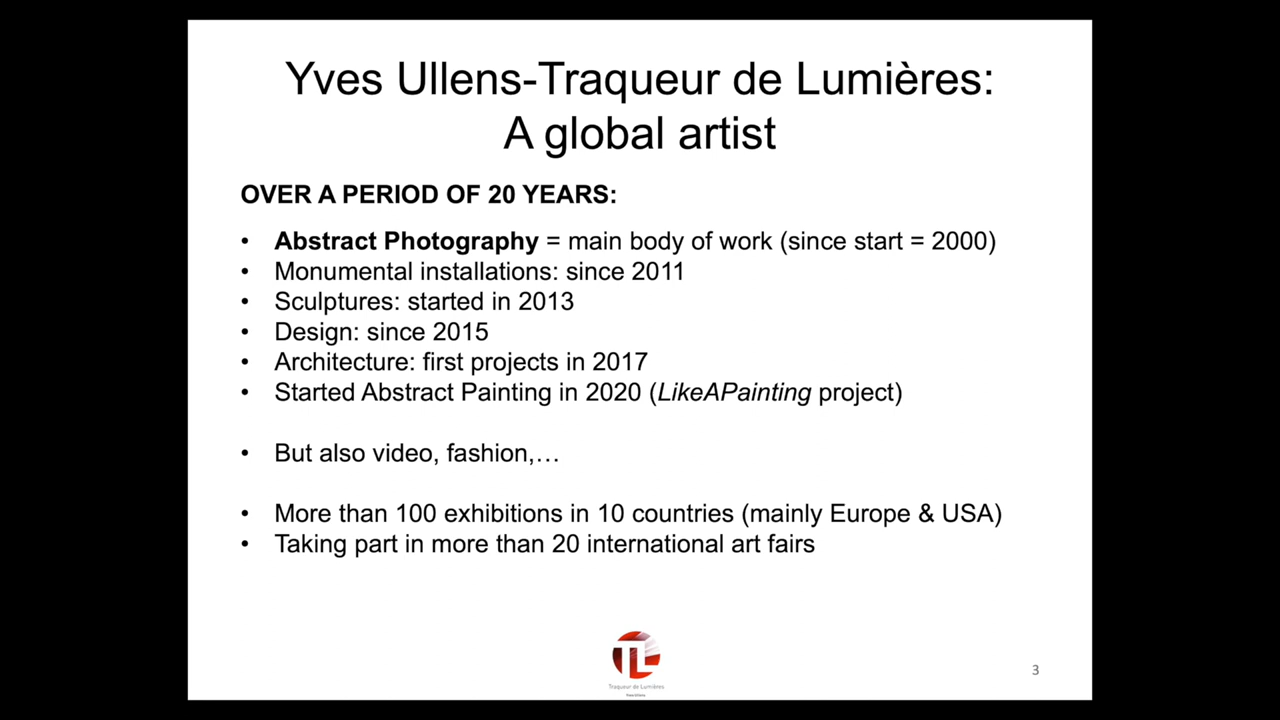 Yves Ullens-Traqueur de Lumières:
A global artist
OVER A PERIOD OF 20 YEARS:
• Abstract Photography = main body of work (since start = 2000)
• Monumental installations: since 2011
• Sculptures: started in 2013
• Design: since 2015
• Architecture: first projects in 2017
• Started Abstract Painting in 2020 (LikeAPainting project)
• But also video, fashion,…
• More than 100 exhibitions in 10 countries (mainly Europe & USA)
• Taking part in more than 20 international art fairs
TL
Traqueur de Lumières
Yves Ullens
3